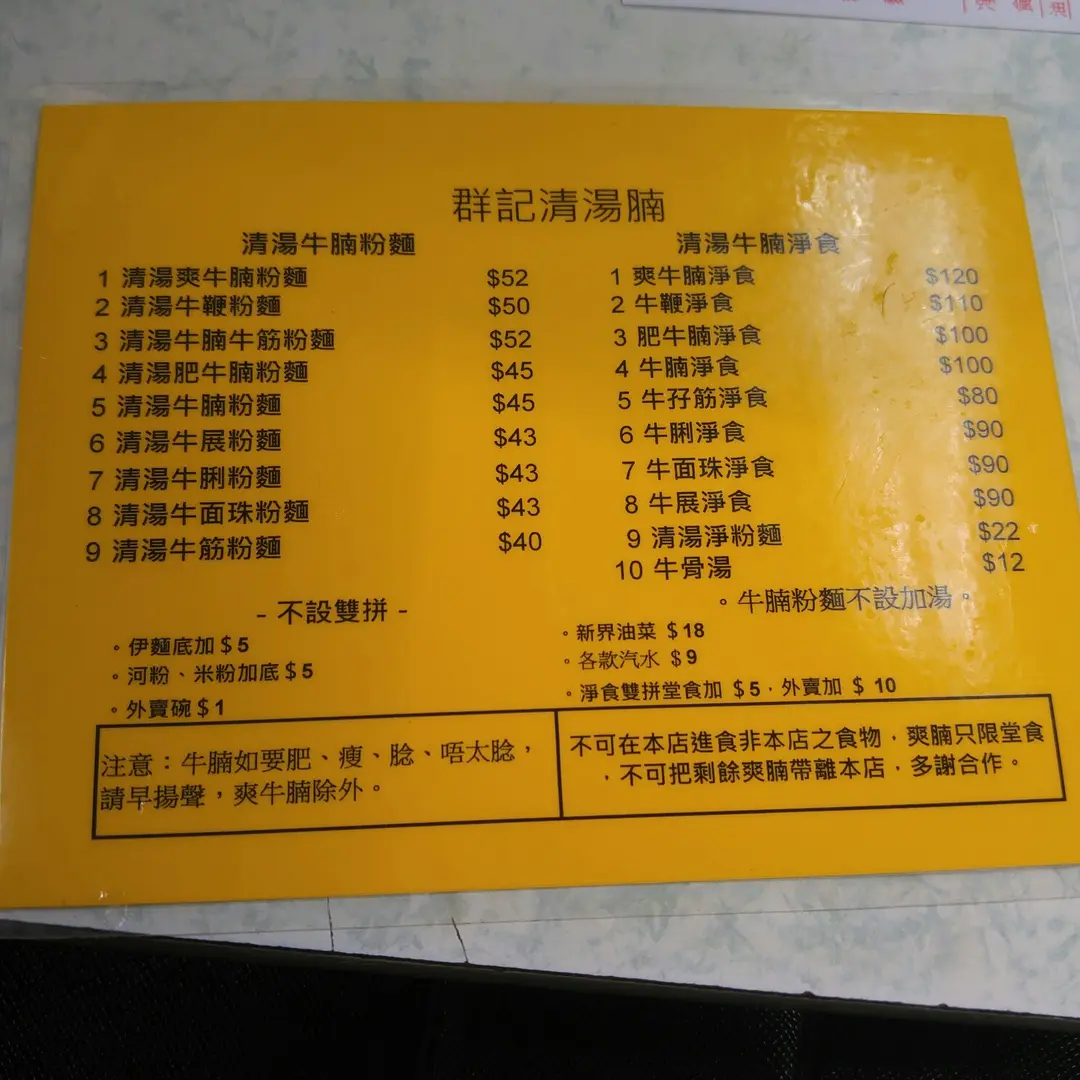 群記清湯腩
清湯牛腩粉麵
1 清湯爽牛腩粉麵 $52
2 清湯牛鞭粉麵 $50
3 清湯牛腩牛筋粉麵 $52
4 清湯肥牛腩粉麵 $45
5 清湯牛腩粉麵 $45
6 清湯牛展粉麵 $43
7 清湯牛脷粉麵 $43
8 清湯牛面珠粉麵 $43
9 清湯牛筋粉麵 $40
- 不設雙拼 -
。伊麵底加 $ 5
。河粉、米粉加底 $ 5
。外賣碗 $ 1
清湯牛腩淨食
1 爽牛腩淨食 $120
2 牛鞭淨食 $110
3 肥牛腩淨食 $100
4 牛腩淨食 $100
5 牛孖筋淨食 $80
6 牛脷淨食 $90
7 牛面珠淨食 $90
8 牛展淨食 $90
9 清湯淨粉麵 $22
10 牛骨湯 $12
。牛腩粉麵不設加湯。
。新界油菜 $ 18
。各款汽水 $ 9
。淨食雙拼堂食加 $ 5，外賣加 $ 10
注意：牛腩如要肥、瘦、腍、唔太腍，
請早揚聲，爽牛腩除外。
不可在本店進食非本店之食物，爽腩只限堂食
，不可把剩餘爽腩帶離本店，多謝合作。